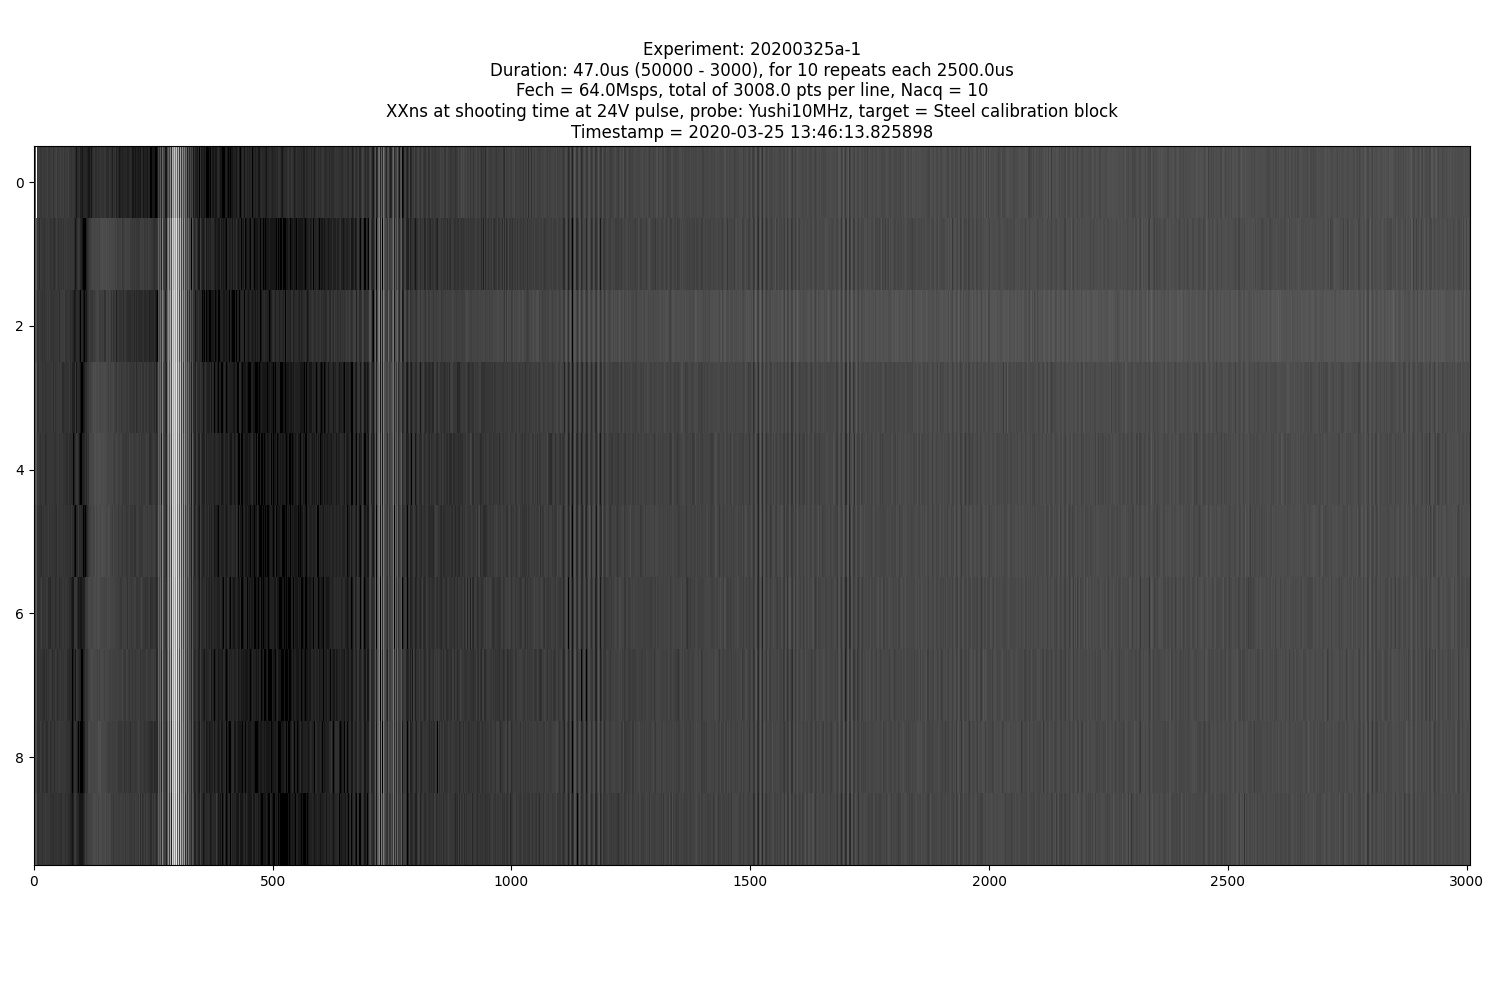 Experiment: 20200325a-1
Duration: 47.0us (50000 - 3000), for 10 repeats each 2500.0us
Fech = 64.0Msps, total of 3008.0 pts per line, Nacq = 10
XXns at shooting time at 24V pulse, probe: Yushi10MHz, target = Steel calibration block
Timestamp = 2020-03-25 13:46:13.825898
0
2
4
6
8
0 500 1000 1500 2000 2500 3000